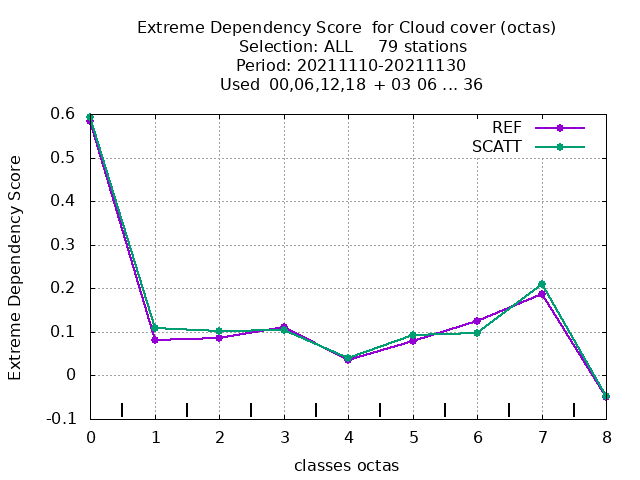 Extreme Dependency Score  for Cloud cover (octas)
Selection: ALL     79 stations
Period: 20211110-20211130
Used  00,06,12,18  + 03 06 ... 36
REF
SCATT
Extreme Dependency Score
0.6
0.5
0.4
0.3
0.2
0.1
0
-0.1
0 1 2 3 4 5 6 7 8
classes octas